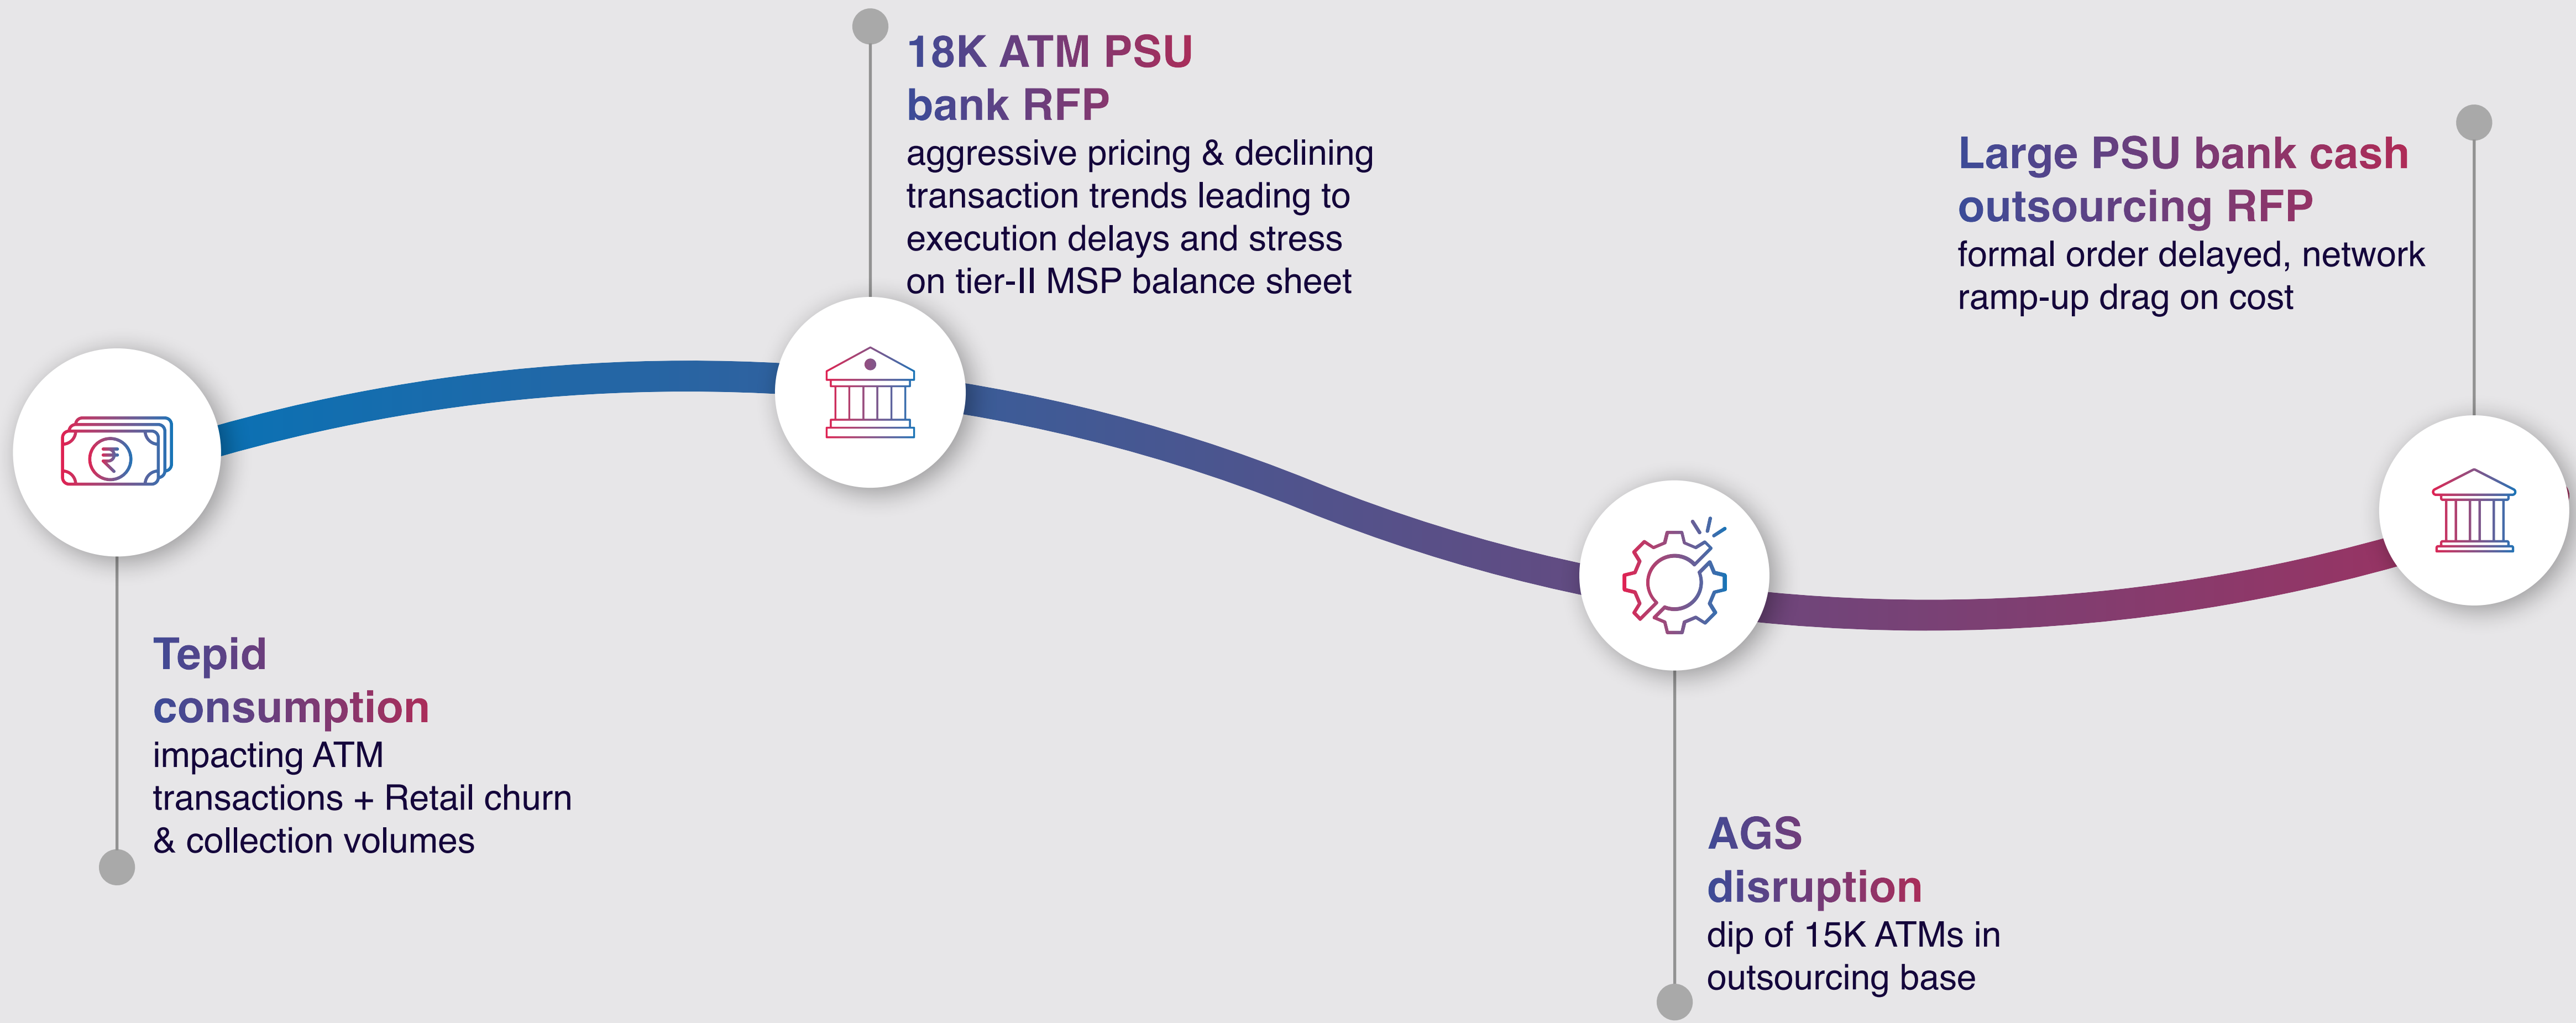 Tepid
consumption
impacting ATM
transactions + Retail churn
& collection volumes
18K ATM PSU
bank RFP
aggressive pricing & declining
transaction trends leading to
execution delays and stress
on tier-II MSP balance sheet
AGS
disruption
dip of 15K ATMs in
outsourcing base
Large PSU bank cash
outsourcing RFP
formal order delayed, network
ramp-up drag on cost